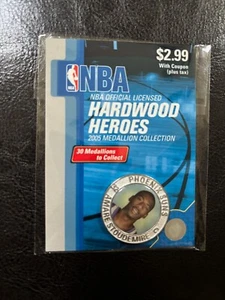 NBA
$2.99
With Coupon
(plus tax)
NBA OFFICIAL LICENSED
HARDWOOD
HEROES
2005 MEDALLION COLLECTION
30 Medallions
to Collect
PHOENIX SUNS
AMARE STOUDEMIRE